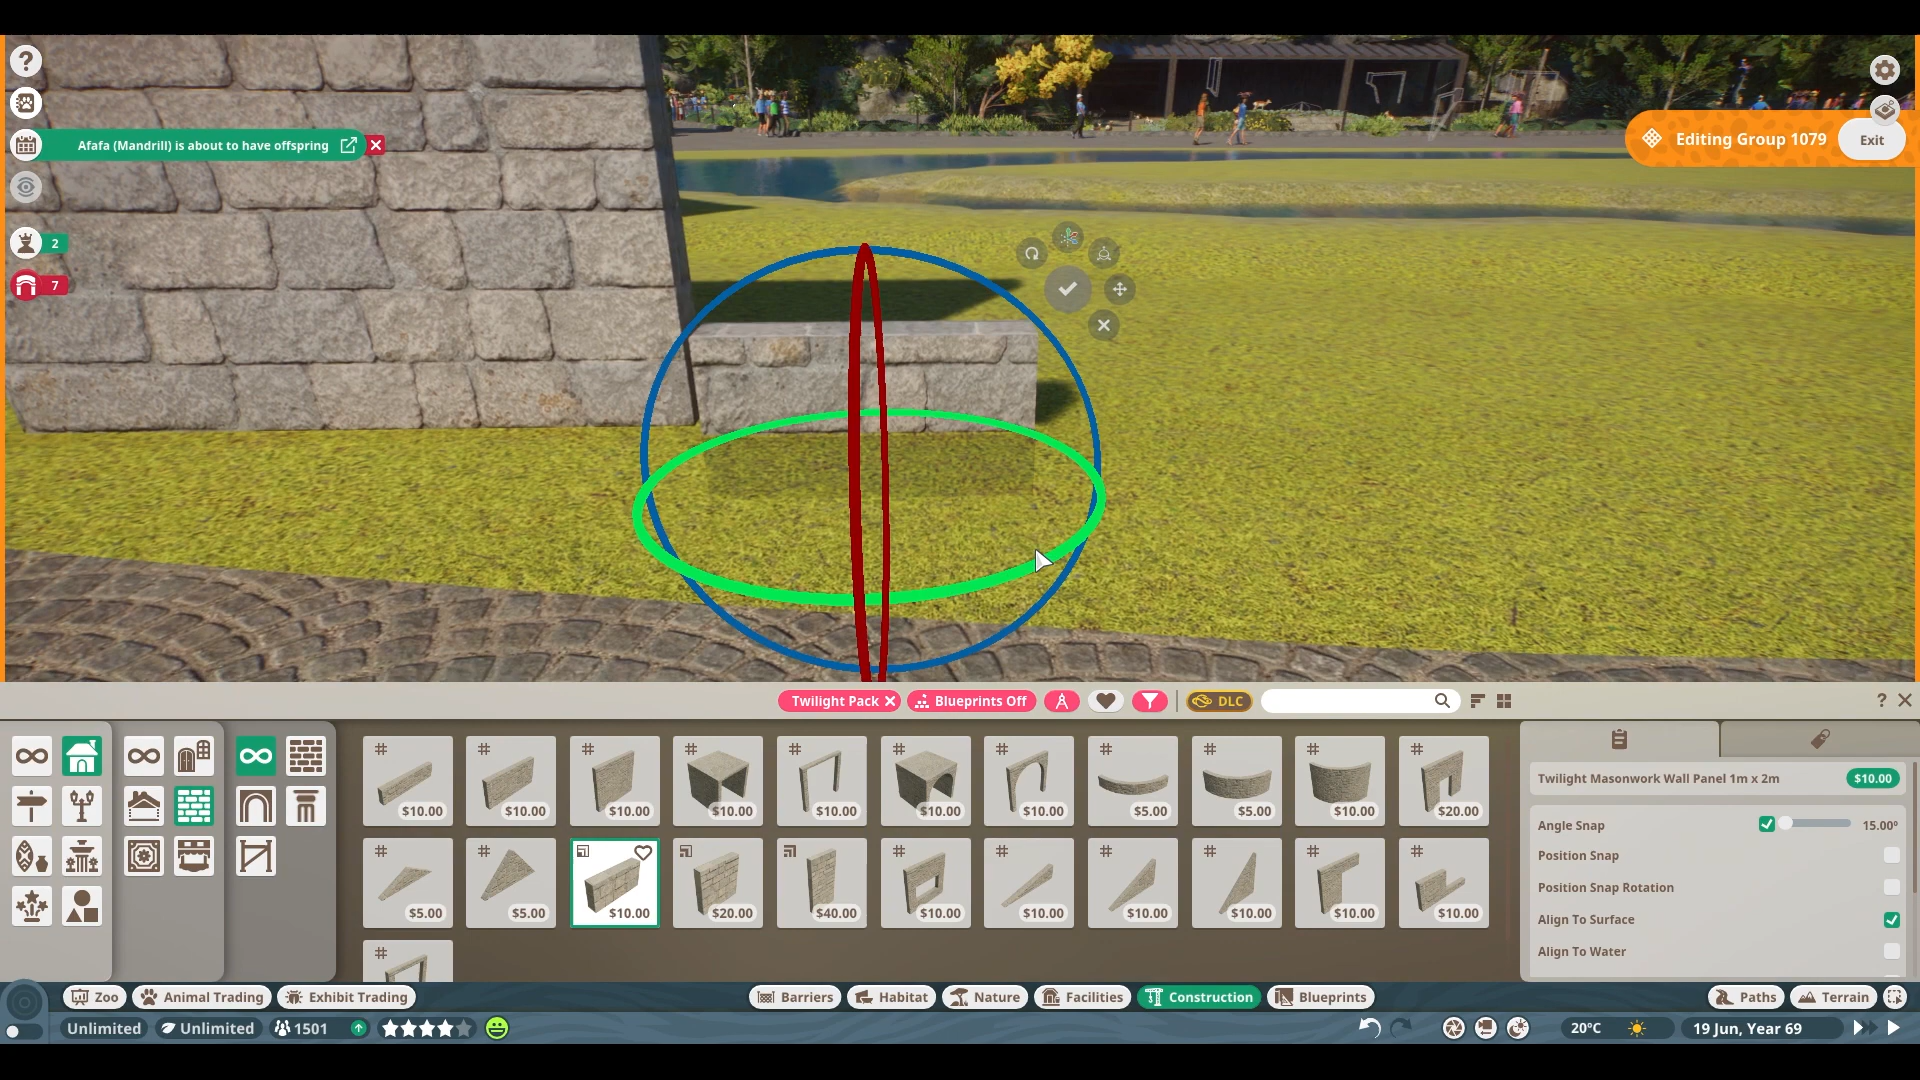 ?
Afafa (Mandrill) is about to have offspring
Editing Group 1079
Exit
2
7
Twilight Pack
Blueprints Off
DLC
?
$10.00
$10.00
$10.00
$10.00
$10.00
$10.00
$10.00
$5.00
$5.00
$10.00
$20.00
$5.00
$5.00
$10.00
$20.00
$40.00
$10.00
$10.00
$10.00
$10.00
$10.00
$10.00
Twilight Masonwork Wall Panel 1m x 2m
$10.00
Angle Snap
15.00°
Position Snap
Position Snap Rotation
Align To Surface
Align To Water
Zoo
Animal Trading
Exhibit Trading
Barriers
Habitat
Nature
Facilities
Construction
Blueprints
Paths
Terrain
Unlimited
Unlimited
1501
20°C
19 Jun, Year 69